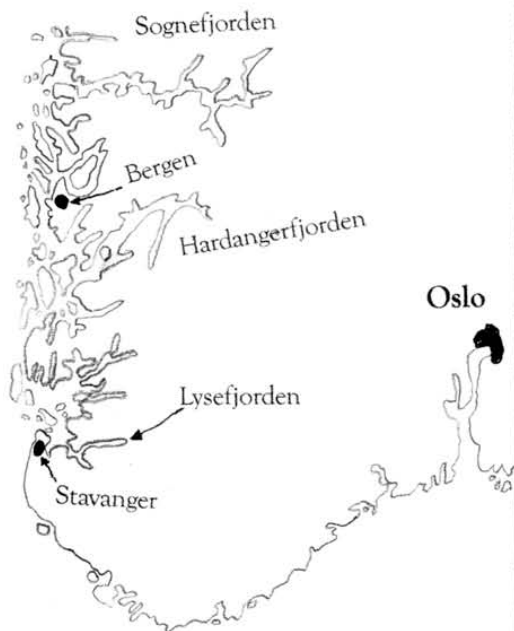 Sognefjorden
Bergen
Hardangerfjorden
Oslo
Lysefjorden
Stavanger